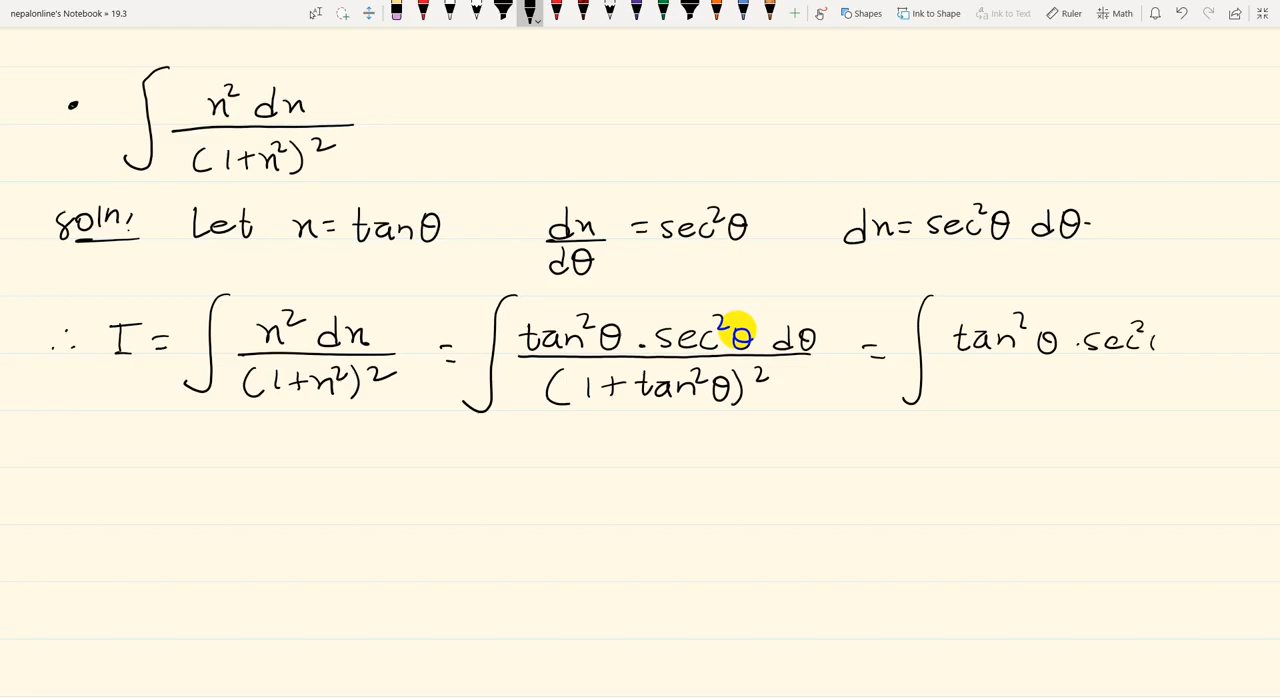 nepalonline's Notebook » 19.3 Shapes Ink to Shape Ink to Text Ruler Math
• ∫ x² dx / (1+x²)²
soln: Let x = tanθ dx/dθ = sec²θ dx = sec²θ dθ.
∴ I = ∫ x² dx / (1+x²)² = ∫ tan²θ . sec²θ dθ / (1 + tan²θ)² = ∫ tan²θ . sec²